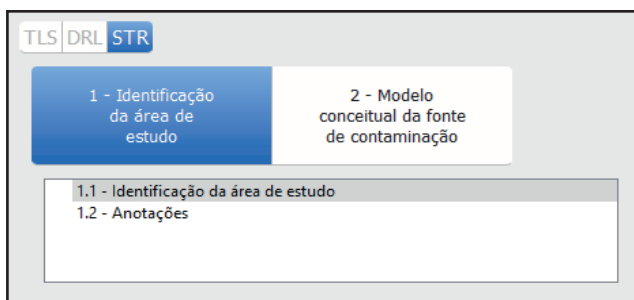 TLS DRL STR
1 - Identificação
da área de
estudo
2 - Modelo
conceitual da fonte
de contaminação
1.1 - Identificação da área de estudo
1.2 - Anotações